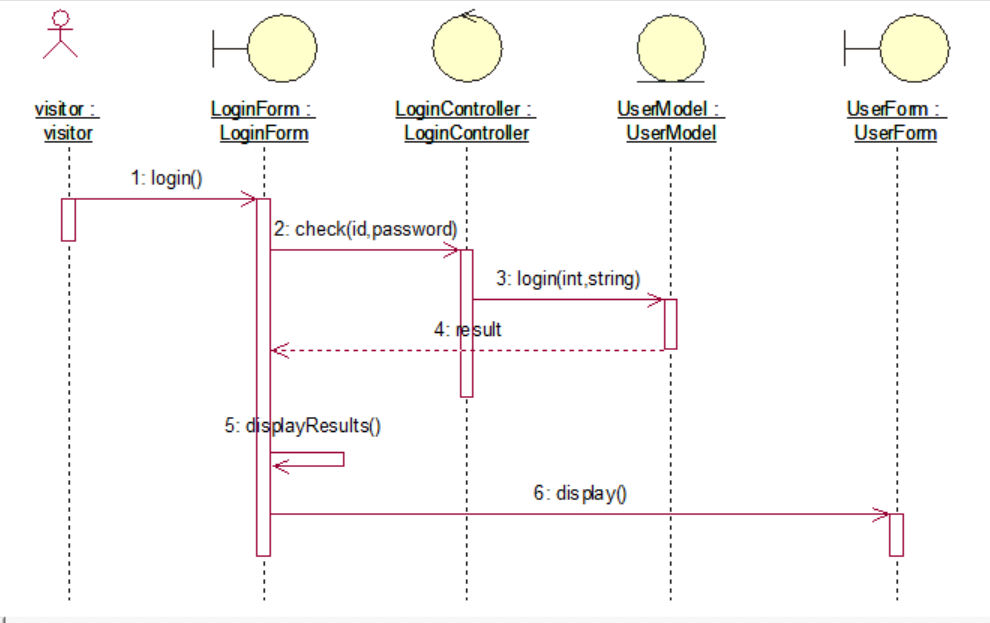 visitor :
visitor
LoginForm :
LoginForm
LoginController :
LoginController
UserModel :
UserModel
UserForm :
UserForm
1: login()
2: check(id,password)
3: login(int,string)
4: result
5: displayResults()
6: display()